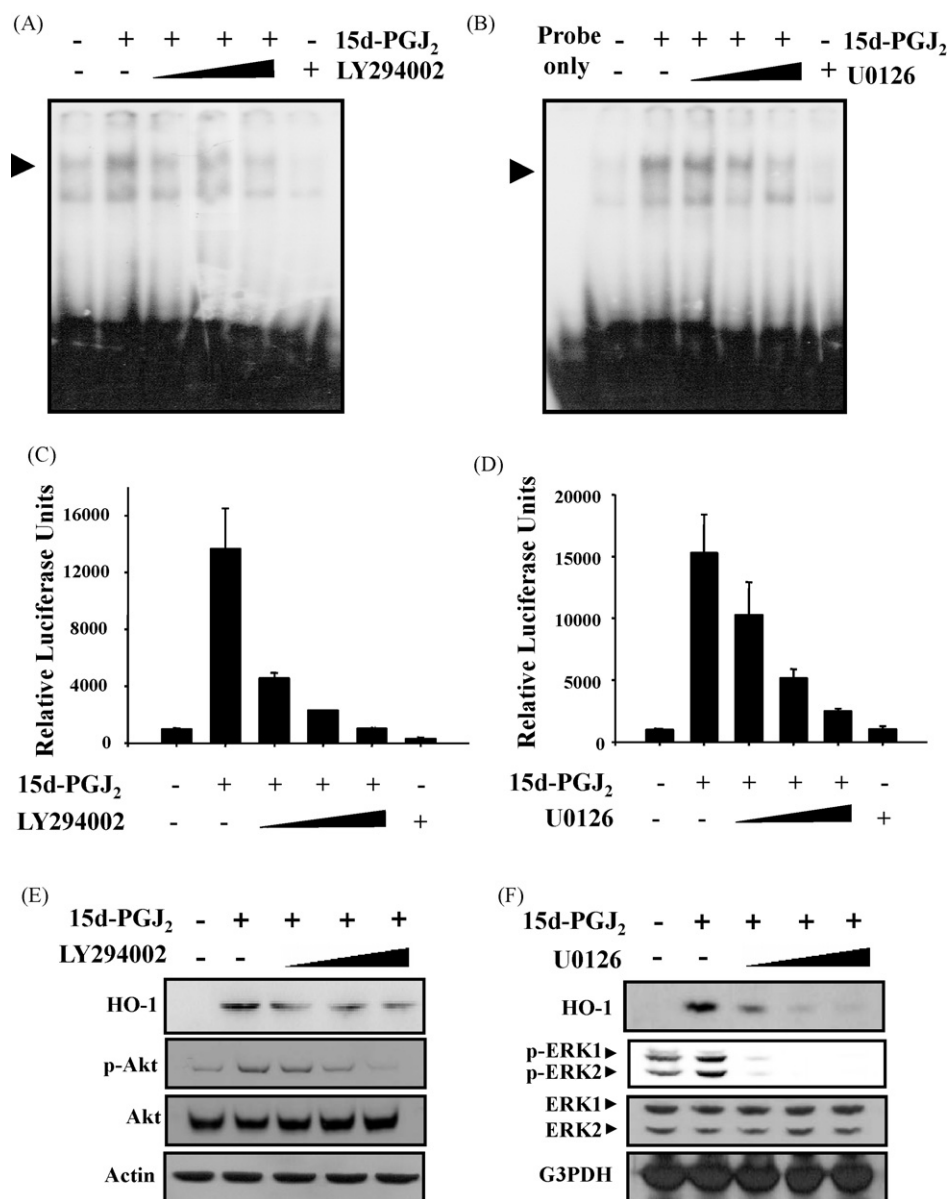 (A)
- + + + + - 15d-PGJ₂
- - + LY294002
(B)
Probe only
- + + + + - 15d-PGJ₂
- - + U0126
(C)
Relative Luciferase Units
16000
12000
8000
4000
0
15d-PGJ₂ - + + + + -
LY294002 - - +
(D)
Relative Luciferase Units
20000
15000
10000
5000
0
15d-PGJ₂ - + + + + -
U0126 - - +
(E)
15d-PGJ₂ - + + + +
LY294002 - -
HO-1
p-Akt
Akt
Actin
(F)
15d-PGJ₂ - + + + +
U0126 - -
HO-1
p-ERK1
p-ERK2
ERK1
ERK2
G3PDH